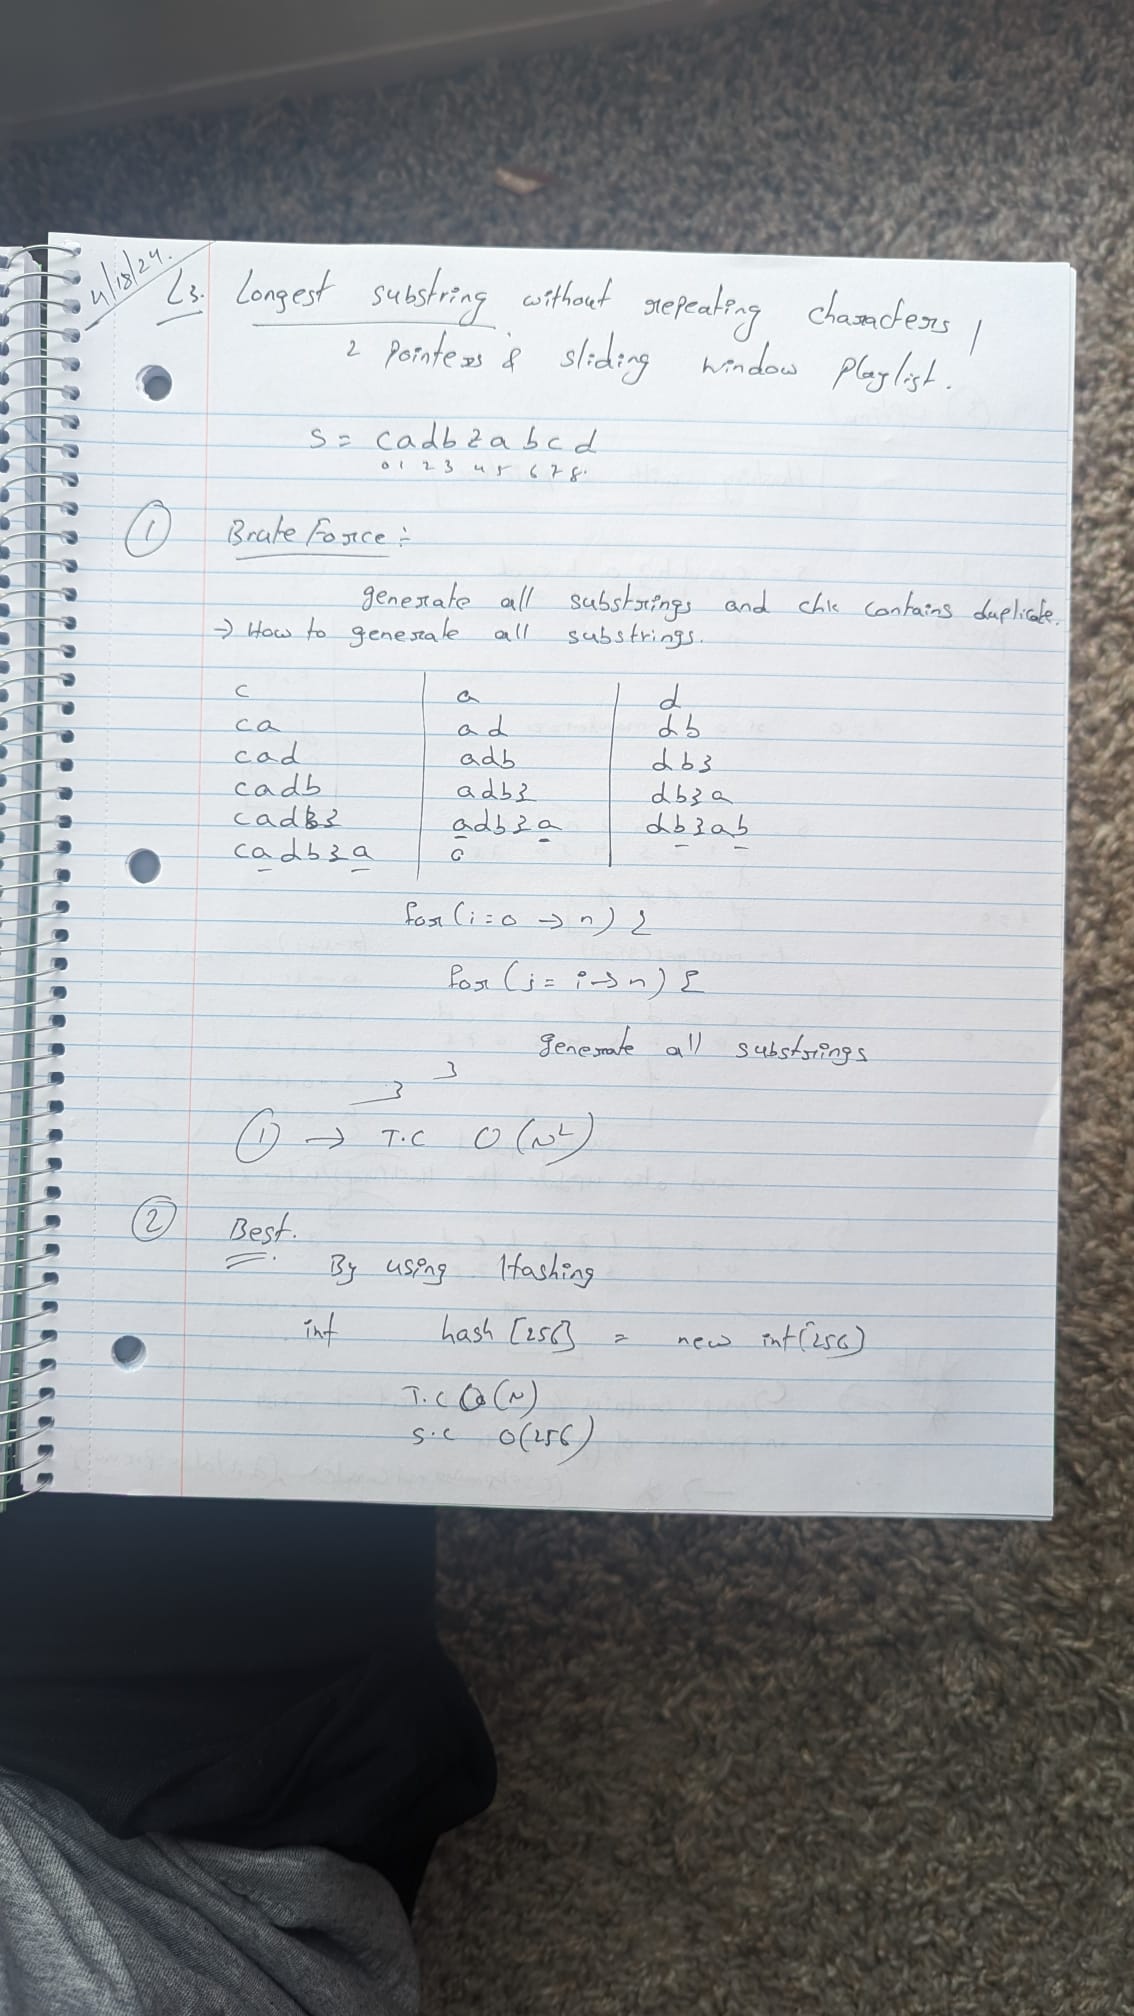 4/18/24.
L3. Longest substring without repeating characters |
2 Pointers & sliding window Playlist.
S = cadbzabcd
0 1 2 3 4 5 6 7 8.
① Brute Force :-
generate all substrings and chk contains duplicate.
→ How to generate all substrings.
c a d
ca ad db
cad adb dbz
cadb adbz dbza
cadbz adbza dbzab
cadbza
for (i = 0 → n) {
for (j = i → n) {
generate all substrings
}
}
① → T.C O(N²)
② Best.
By using Hashing
int hash [256] = new int[256]
T.C O(N)
S.C O(256)